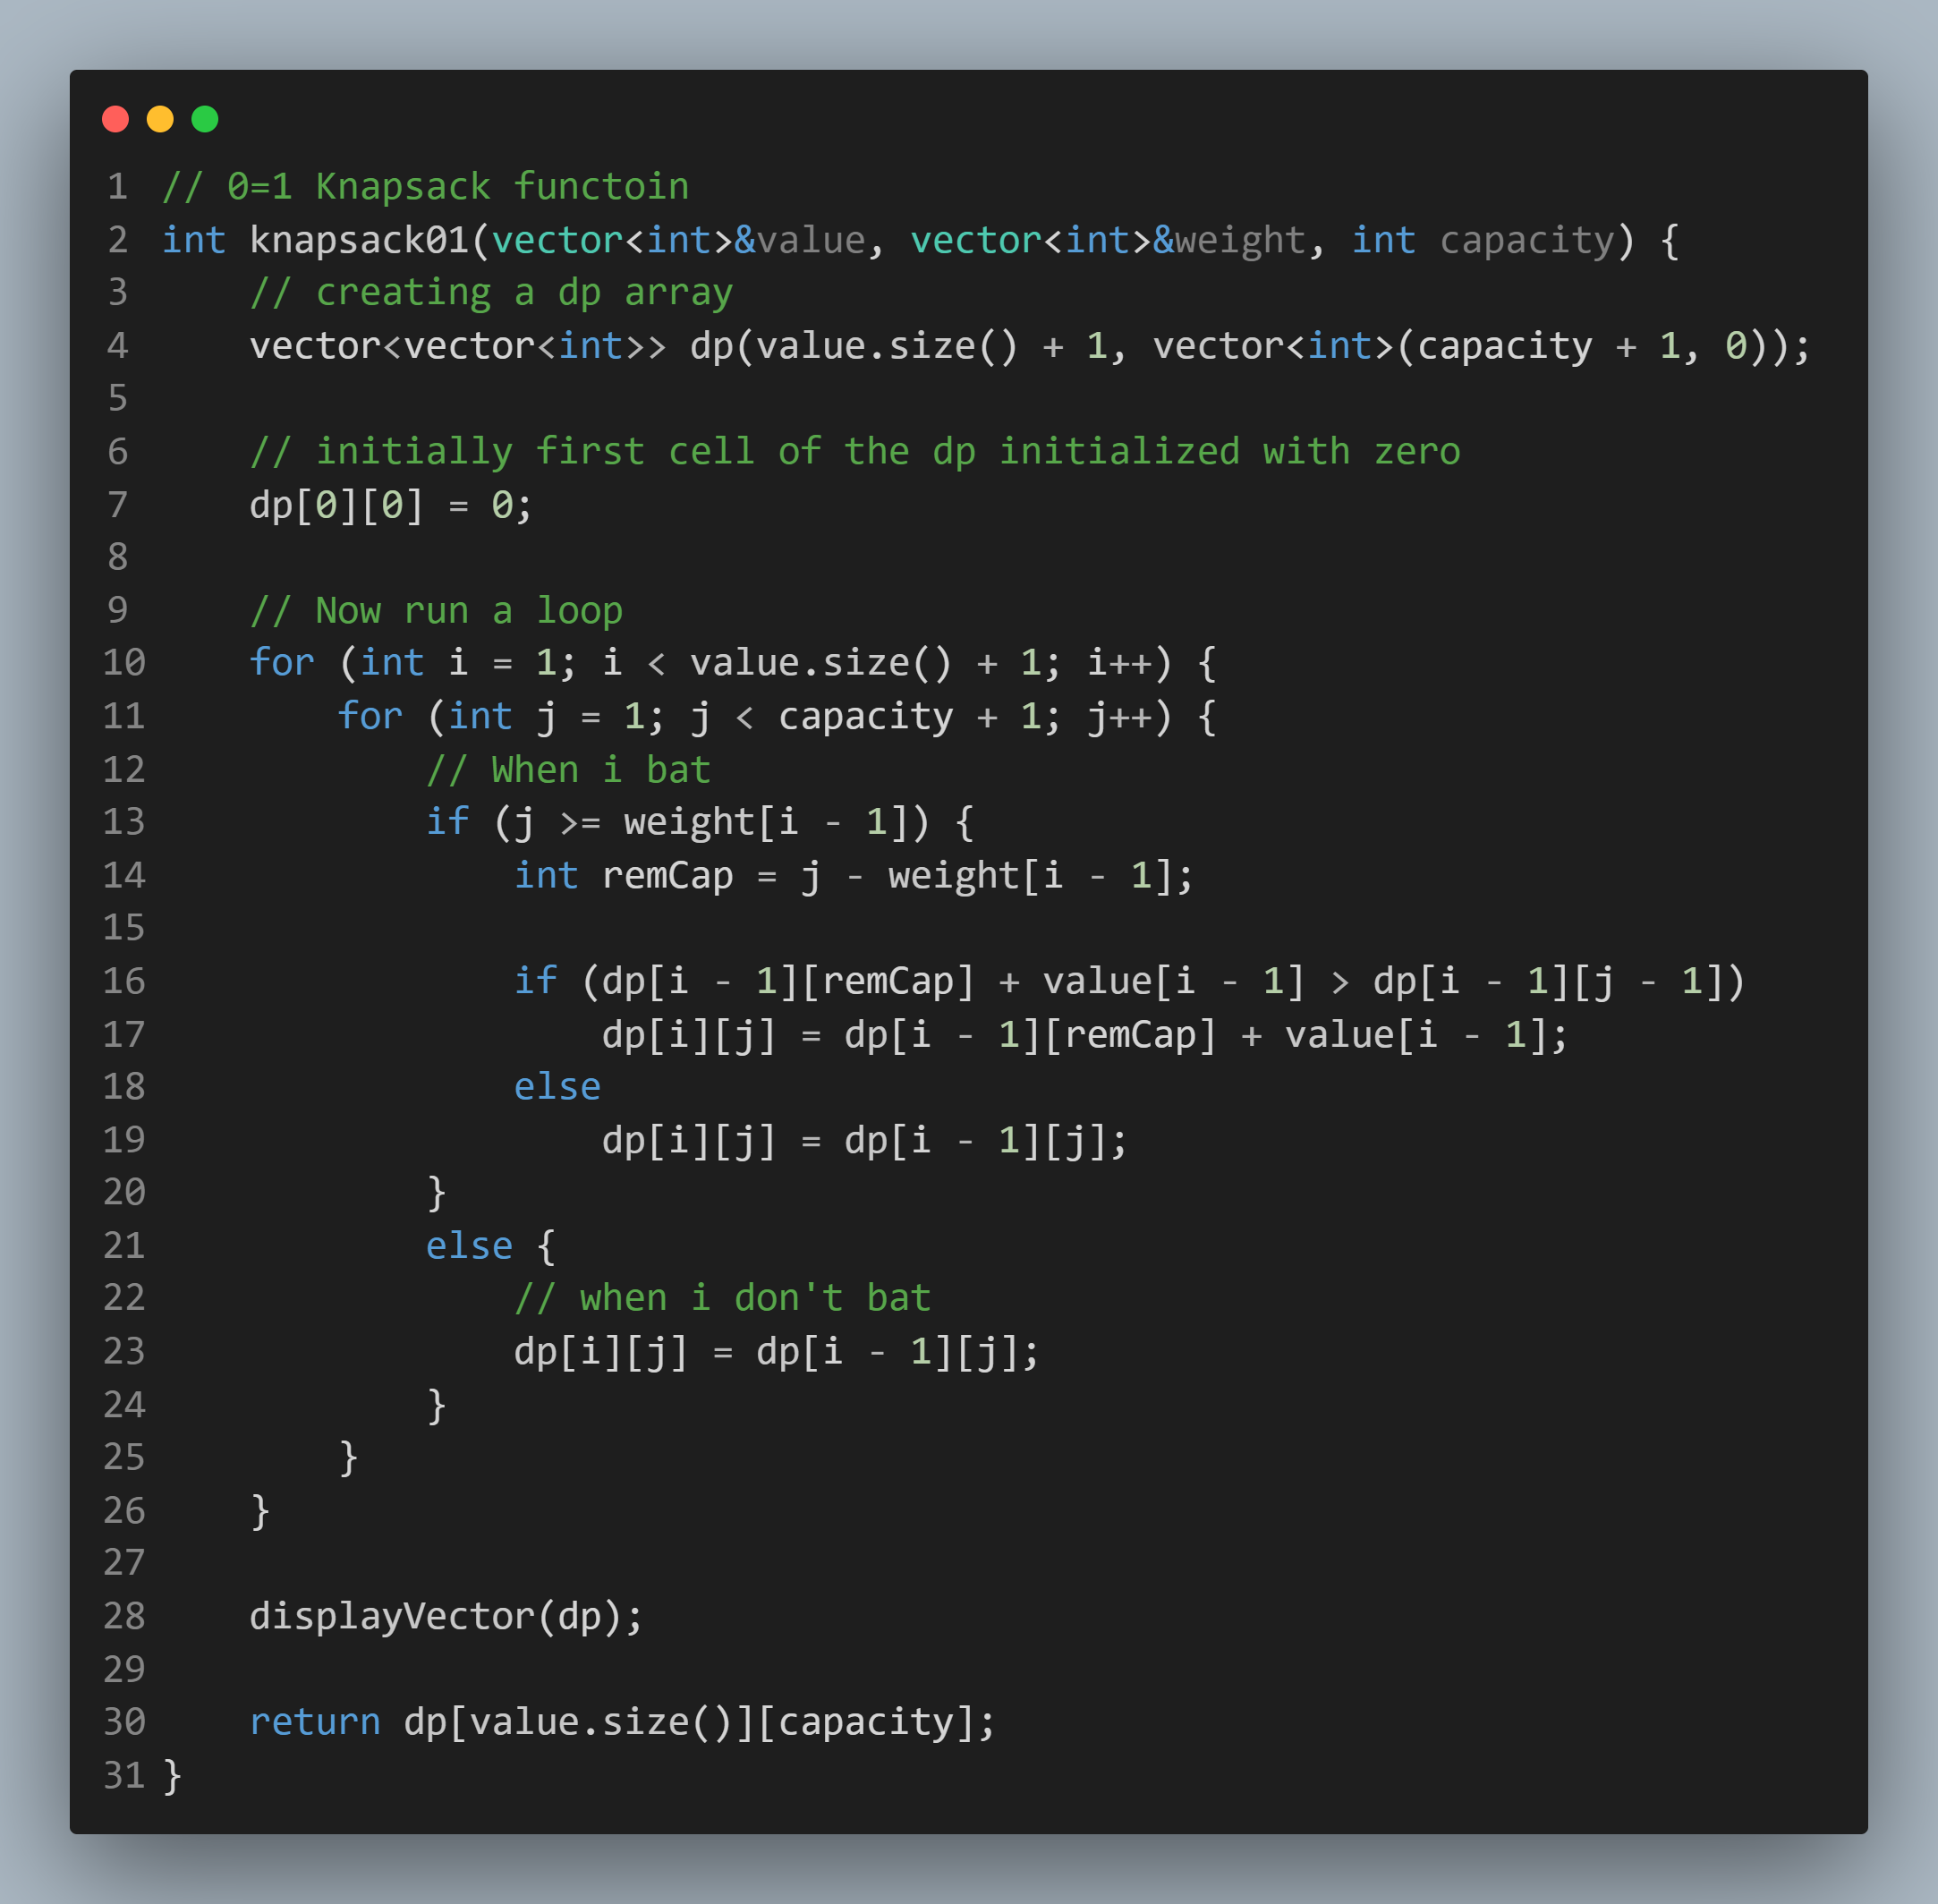 1 // 0=1 Knapsack functoin
2 int knapsack01(vector<int>&value, vector<int>&weight, int capacity) {
3     // creating a dp array
4     vector<vector<int>> dp(value.size() + 1, vector<int>(capacity + 1, 0));
5
6     // initially first cell of the dp initialized with zero
7     dp[0][0] = 0;
8
9     // Now run a loop
10     for (int i = 1; i < value.size() + 1; i++) {
11         for (int j = 1; j < capacity + 1; j++) {
12             // When i bat
13             if (j >= weight[i - 1]) {
14                 int remCap = j - weight[i - 1];
15
16                 if (dp[i - 1][remCap] + value[i - 1] > dp[i - 1][j - 1])
17                     dp[i][j] = dp[i - 1][remCap] + value[i - 1];
18                 else
19                     dp[i][j] = dp[i - 1][j];
20             }
21             else {
22                 // when i don't bat
23                 dp[i][j] = dp[i - 1][j];
24             }
25         }
26     }
27
28     displayVector(dp);
29
30     return dp[value.size()][capacity];
31 }